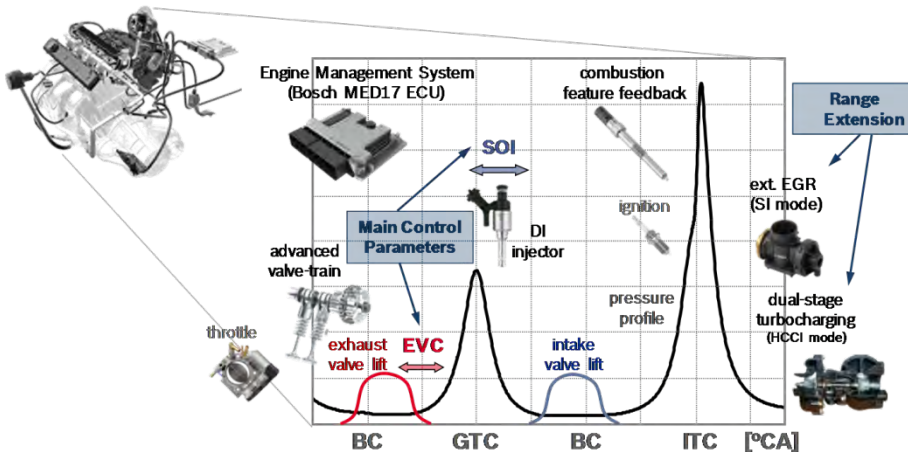 Engine Management System
(Bosch MED17 ECU)
combustion
feature feedback
Range
Extension
SOI
ext. EGR
(SI mode)
ignition
Main Control
Parameters
DI
injector
advanced
valve-train
pressure
profile
dual-stage
turbocharging
(HCCI mode)
throttle
exhaust
valve lift
EVC
intake
valve lift
BC
GTC
BC
ITC
[ºCA]